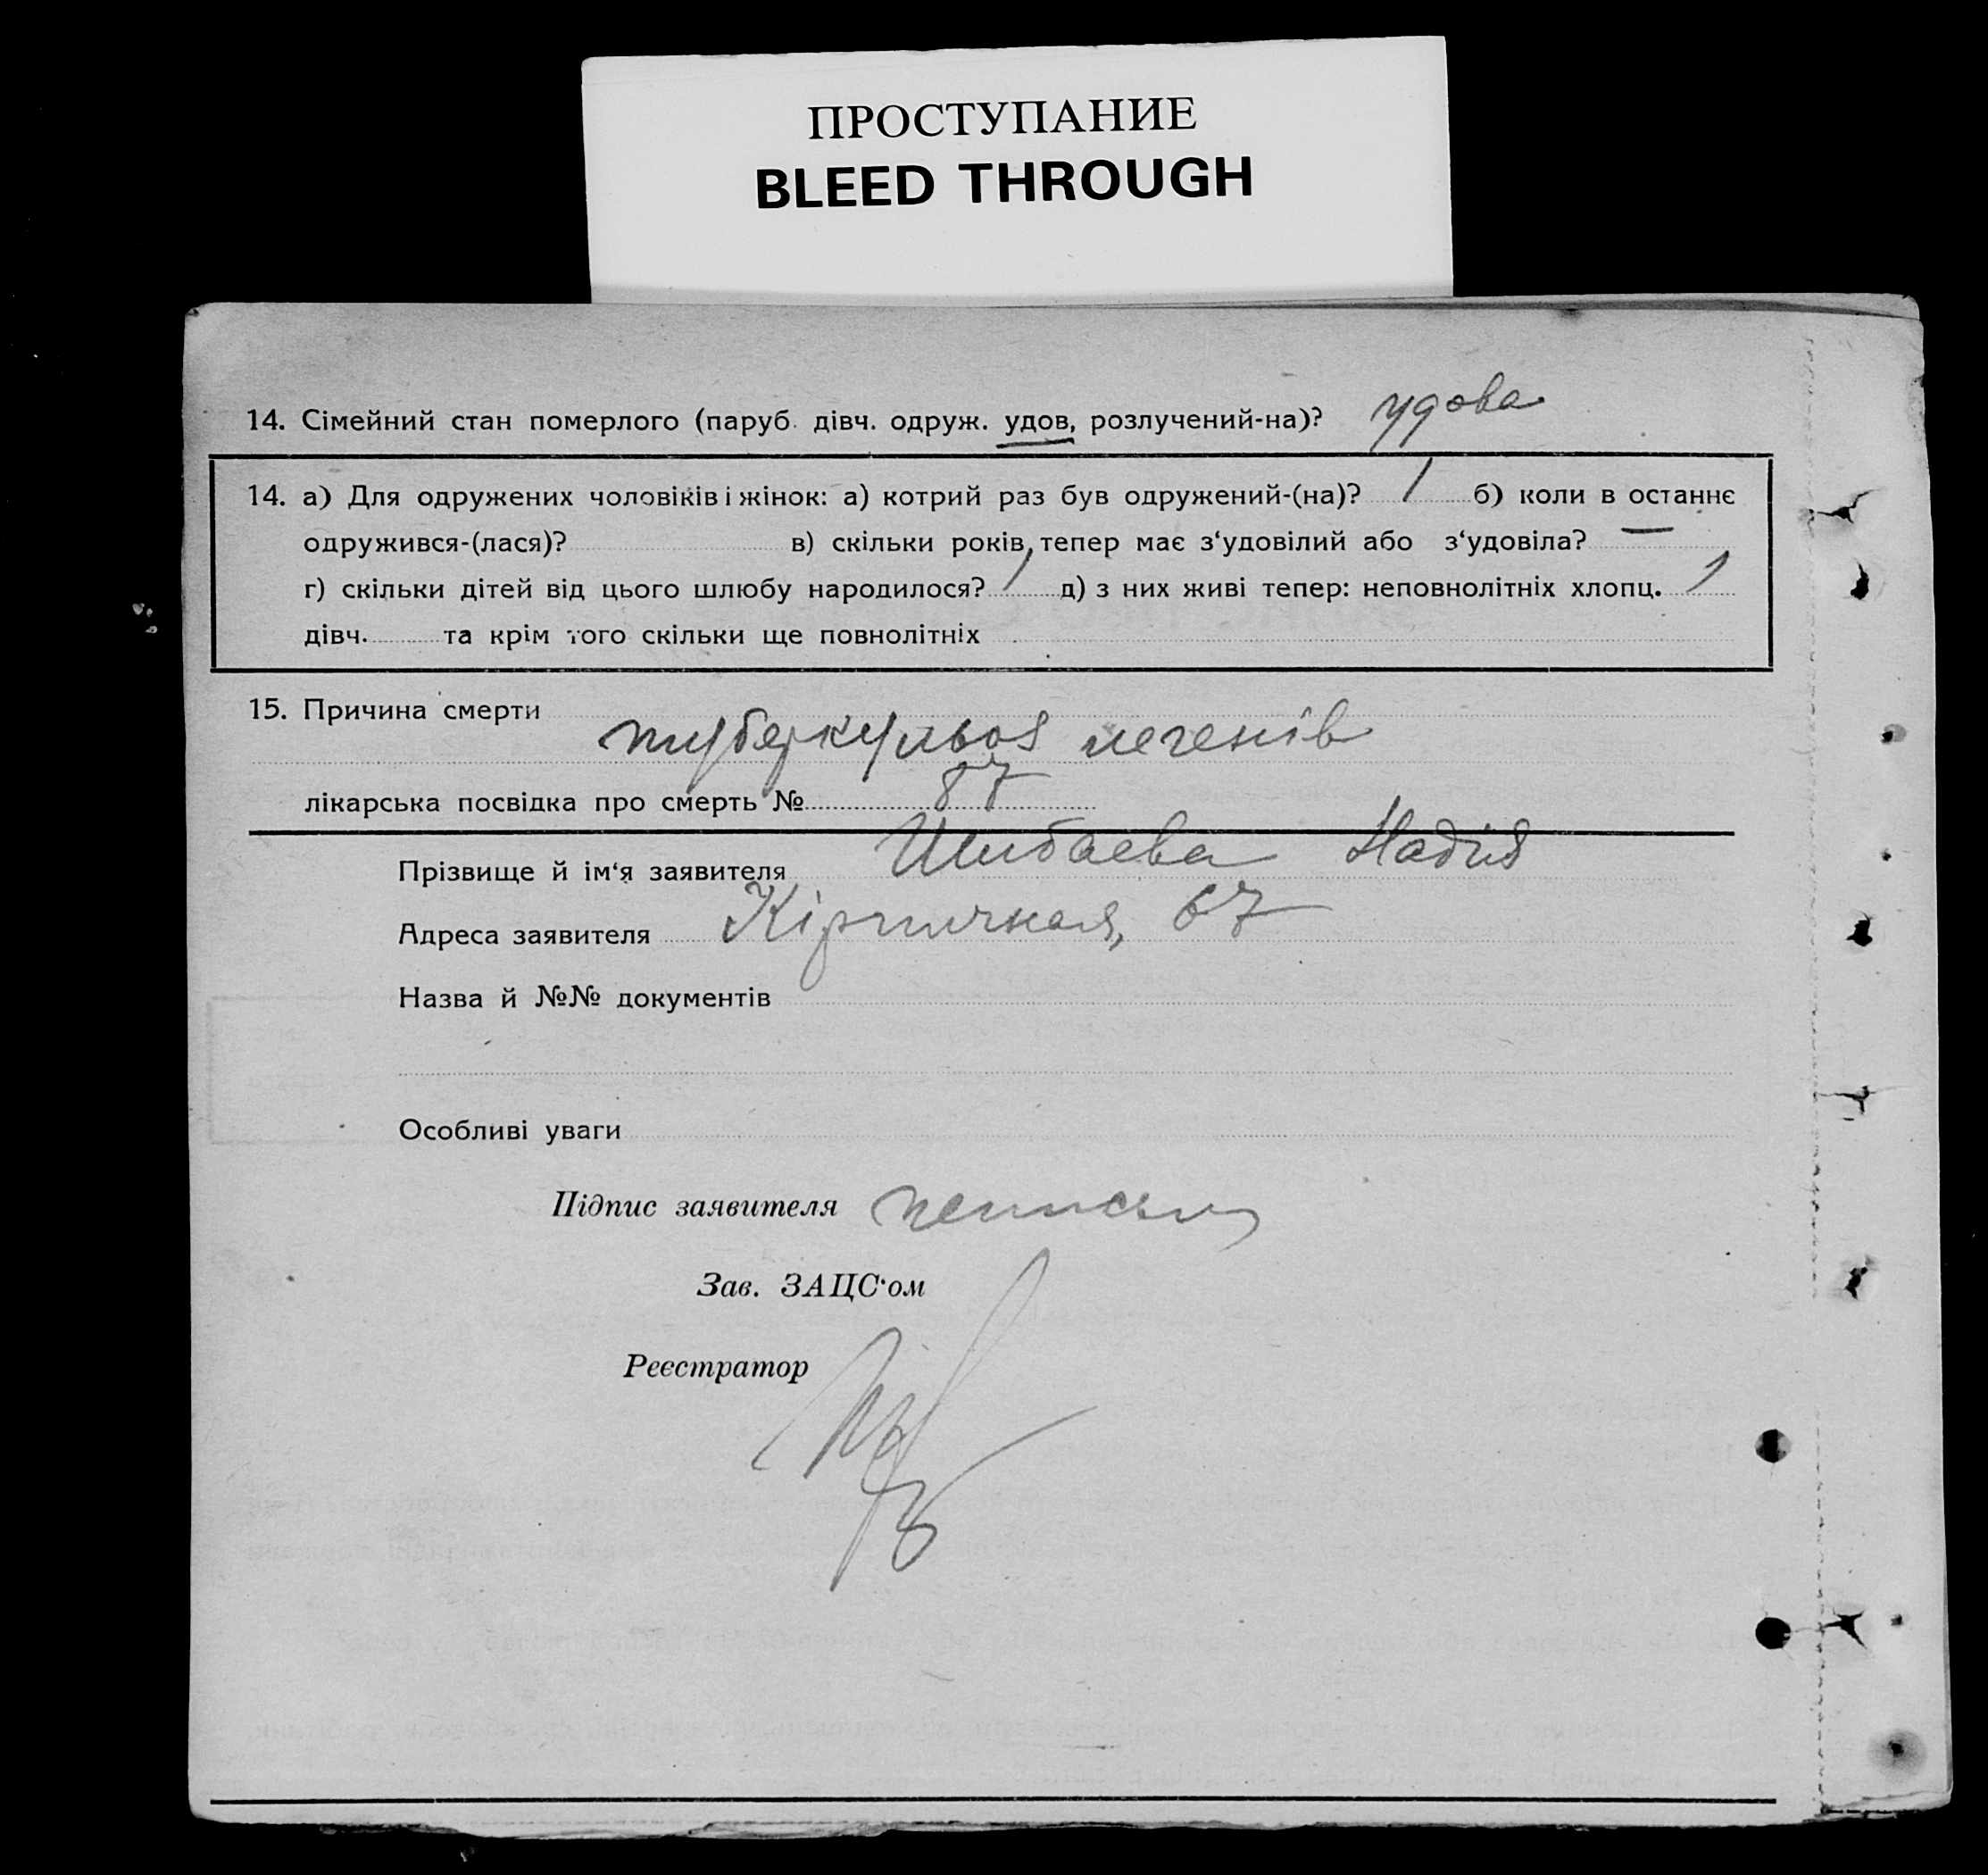 ПРОСТУПАНИЕ
BLEED THROUGH
14. Сімейний стан померлого (паруб. дівч. одруж. удов, розлучений-на)? удова
14. а) Для одружених чоловіків і жінок: а) котрий раз був одружений-(на)? 1 б) коли в останнє
одружився-(лася)? в) скільки років, тепер має з‘удовілий або з‘удовіла? —
г) скільки дітей від цього шлюбу народилося? 1 д) з них живі тепер: неповнолітніх хлопц. 1
дівч. та крім того скільки ще повнолітніх
15. Причина смерти
туберкульоз легенів
лікарська посвідка про смерть № 87
Прізвище й ім‘я заявителя Шибаева Надія
Адреса заявителя Кірпичная, 67
Назва й №№ документів
Особливі уваги
Підпис заявителя
Зав. ЗАЦС‘ом
Реєстратор